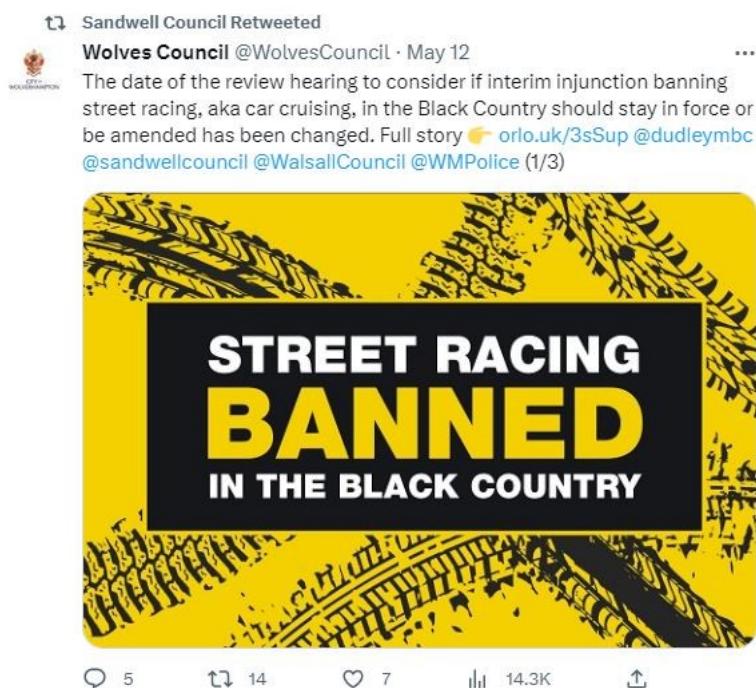 Sandwell Council Retweeted
Wolves Council @WolvesCouncil · May 12
CITY OF
WOLVERHAMPTON
The date of the review hearing to consider if interim injunction banning
street racing, aka car cruising, in the Black Country should stay in force or
be amended has been changed. Full story 👉 orlo.uk/3sSup @dudleymbc
@sandwellcouncil @WalsallCouncil @WMPolice (1/3)
STREET RACING
BANNED
IN THE BLACK COUNTRY
5 14 7 14.3K